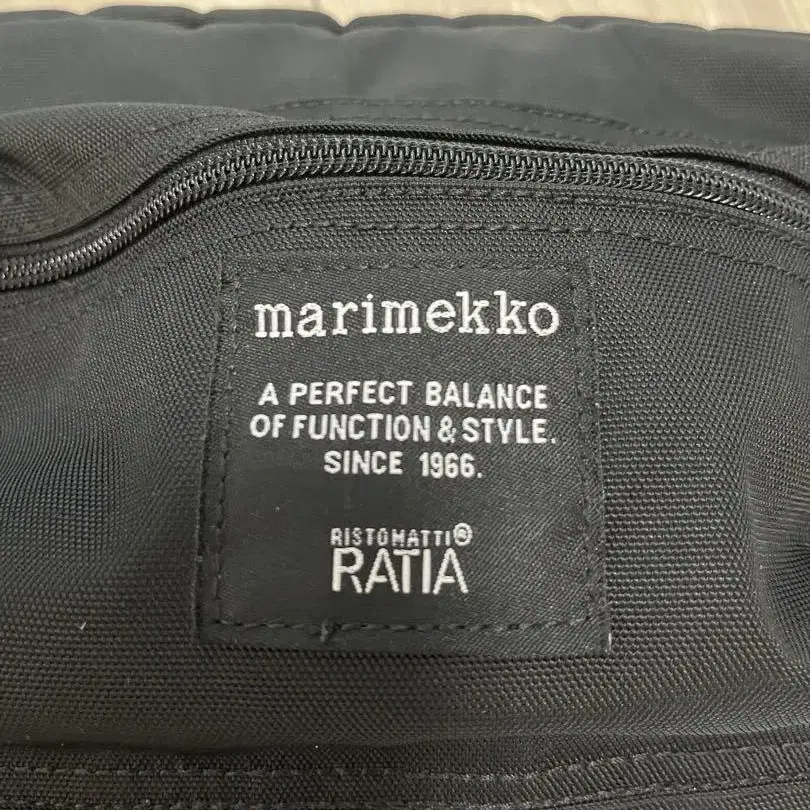 marimekko
A PERFECT BALANCE
OF FUNCTION & STYLE.
SINCE 1966.
RISTOMATTI®
RATIA